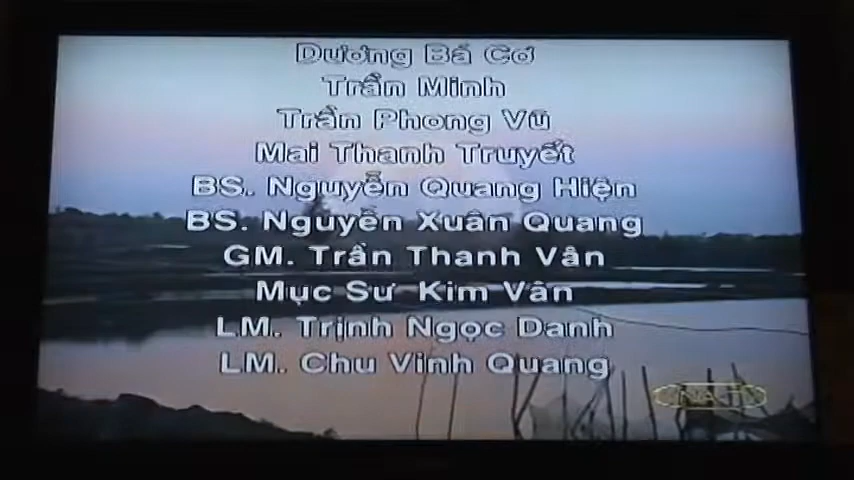 Dương Bá Cơ
Trần Minh
Trần Phong Vũ
Mai Thanh Truyết
BS. Nguyễn Quang Hiện
BS. Nguyễn Xuân Quang
GM. Trần Thanh Vân
Mục Sư Kim Vân
LM. Trịnh Ngọc Danh
LM. Chu Vinh Quang